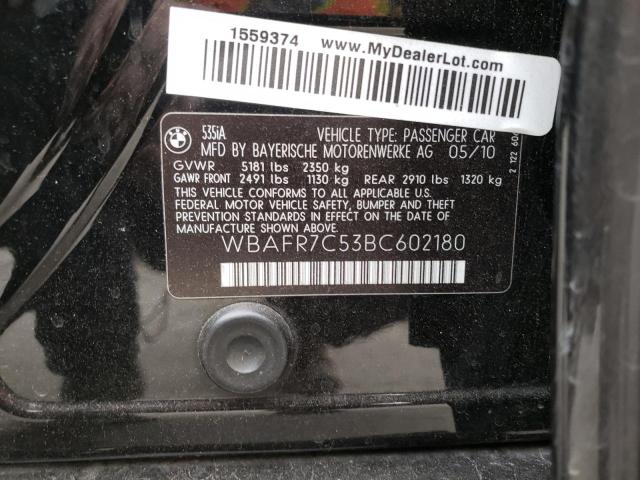 1559374 www.MyDealerLot.com
BMW
535iA VEHICLE TYPE: PASSENGER CAR
MFD BY BAYERISCHE MOTORENWERKE AG 05/10
GVWR 5181 lbs 2350 kg
GAWR FRONT 2491 lbs 1130 kg REAR 2910 lbs 1320 kg
THIS VEHICLE CONFORMS TO ALL APPLICABLE U.S.
FEDERAL MOTOR VEHICLE SAFETY, BUMPER AND THEFT
PREVENTION STANDARDS IN EFFECT ON THE DATE OF
MANUFACTURE SHOWN ABOVE.
WBAFR7C53BC602180
2 122